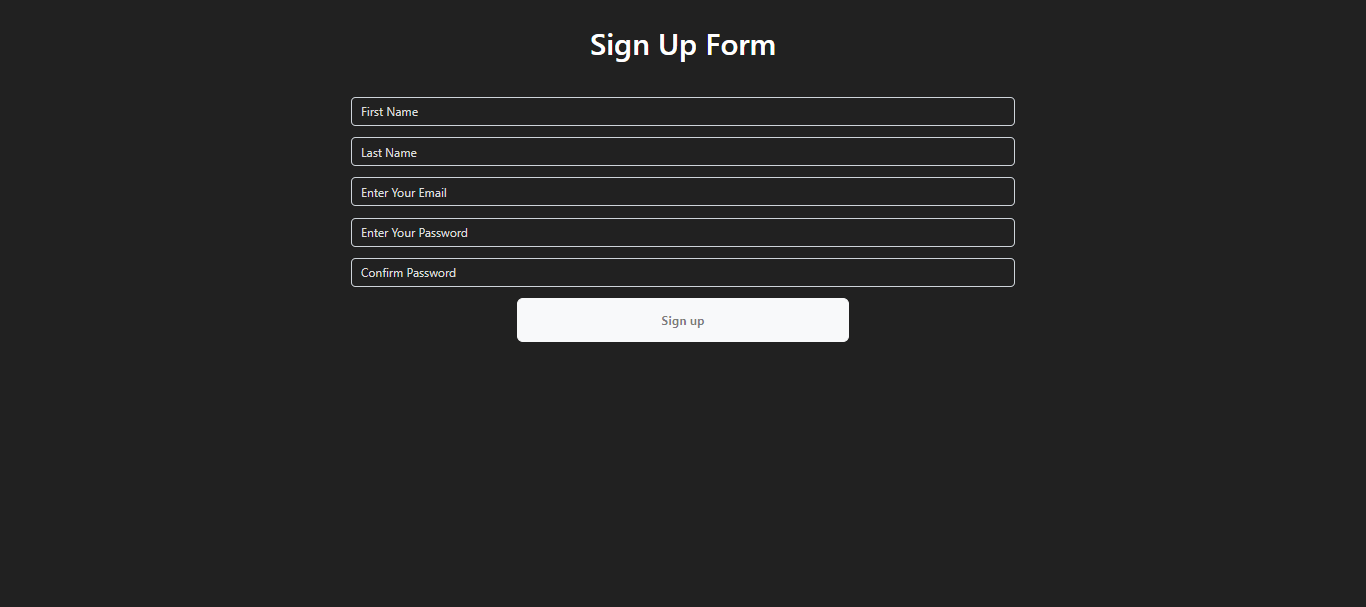 Sign Up Form
First Name
Last Name
Enter Your Email
Enter Your Password
Confirm Password
Sign up